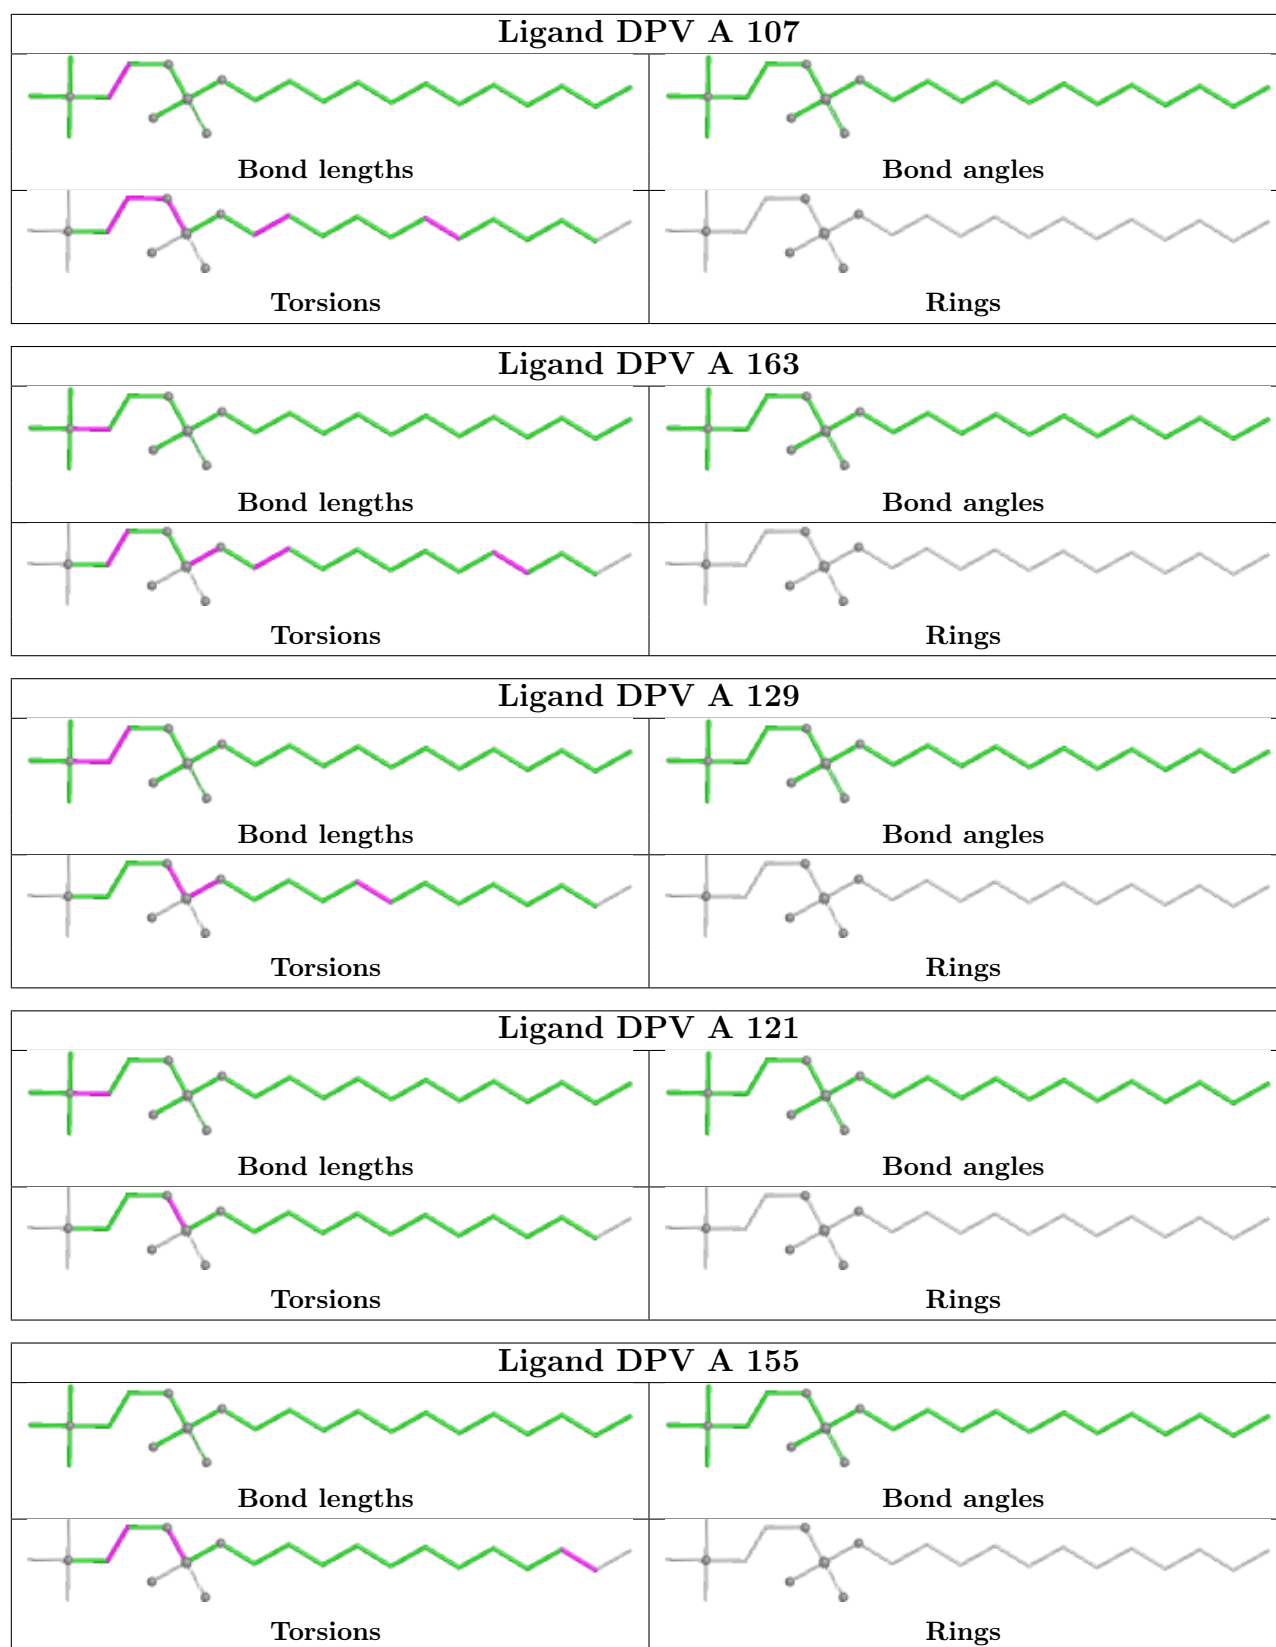 Ligand DPV A 107
Bond lengths
Bond angles
Torsions
Rings
Ligand DPV A 163
Bond lengths
Bond angles
Torsions
Rings
Ligand DPV A 129
Bond lengths
Bond angles
Torsions
Rings
Ligand DPV A 121
Bond lengths
Bond angles
Torsions
Rings
Ligand DPV A 155
Bond lengths
Bond angles
Torsions
Rings